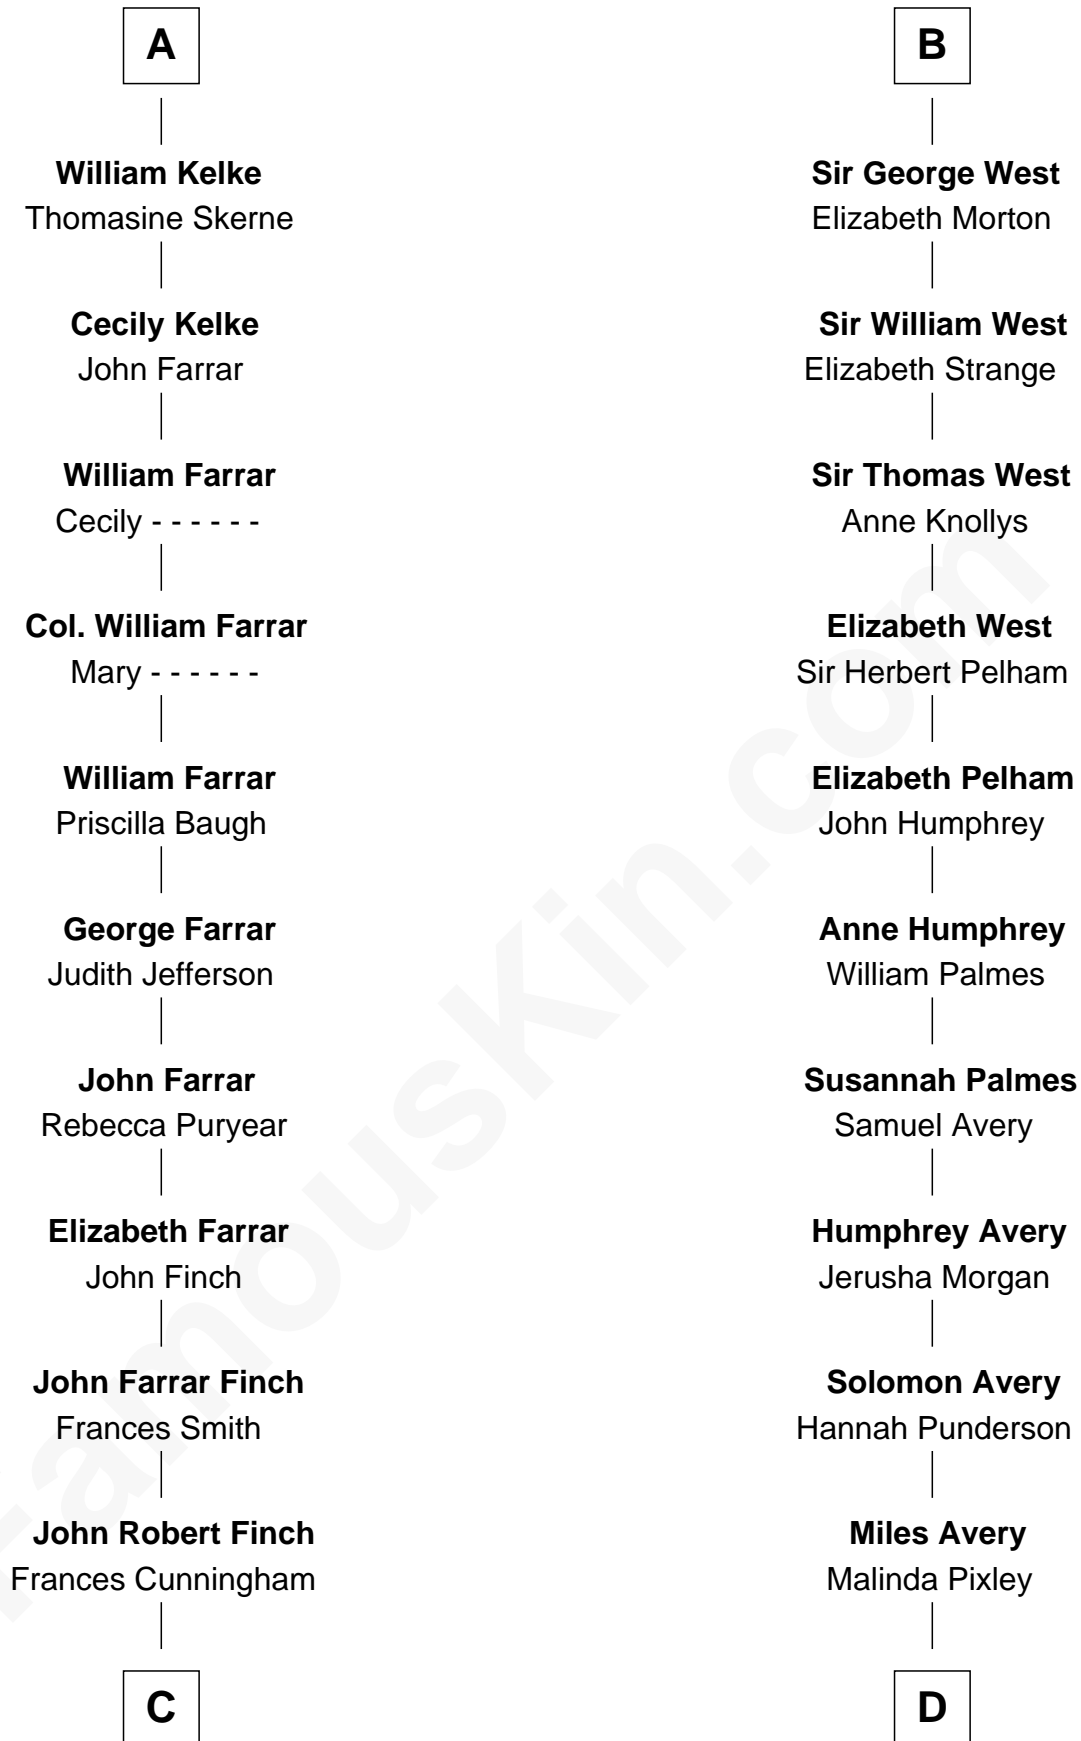 A
William Kelke
Thomasine Skerne
Cecily Kelke
John Farrar
William Farrar
Cecily - - - - - -
Col. William Farrar
Mary - - - - - -
William Farrar
Priscilla Baugh
George Farrar
Judith Jefferson
John Farrar
Rebecca Puryear
Elizabeth Farrar
John Finch
John Farrar Finch
Frances Smith
John Robert Finch
Frances Cunningham
C
B
Sir George West
Elizabeth Morton
Sir William West
Elizabeth Strange
Sir Thomas West
Anne Knollys
Elizabeth West
Sir Herbert Pelham
Elizabeth Pelham
John Humphrey
Anne Humphrey
William Palmes
Susannah Palmes
Samuel Avery
Humphrey Avery
Jerusha Morgan
Solomon Avery
Hannah Punderson
Miles Avery
Malinda Pixley
D
FamousKin.com